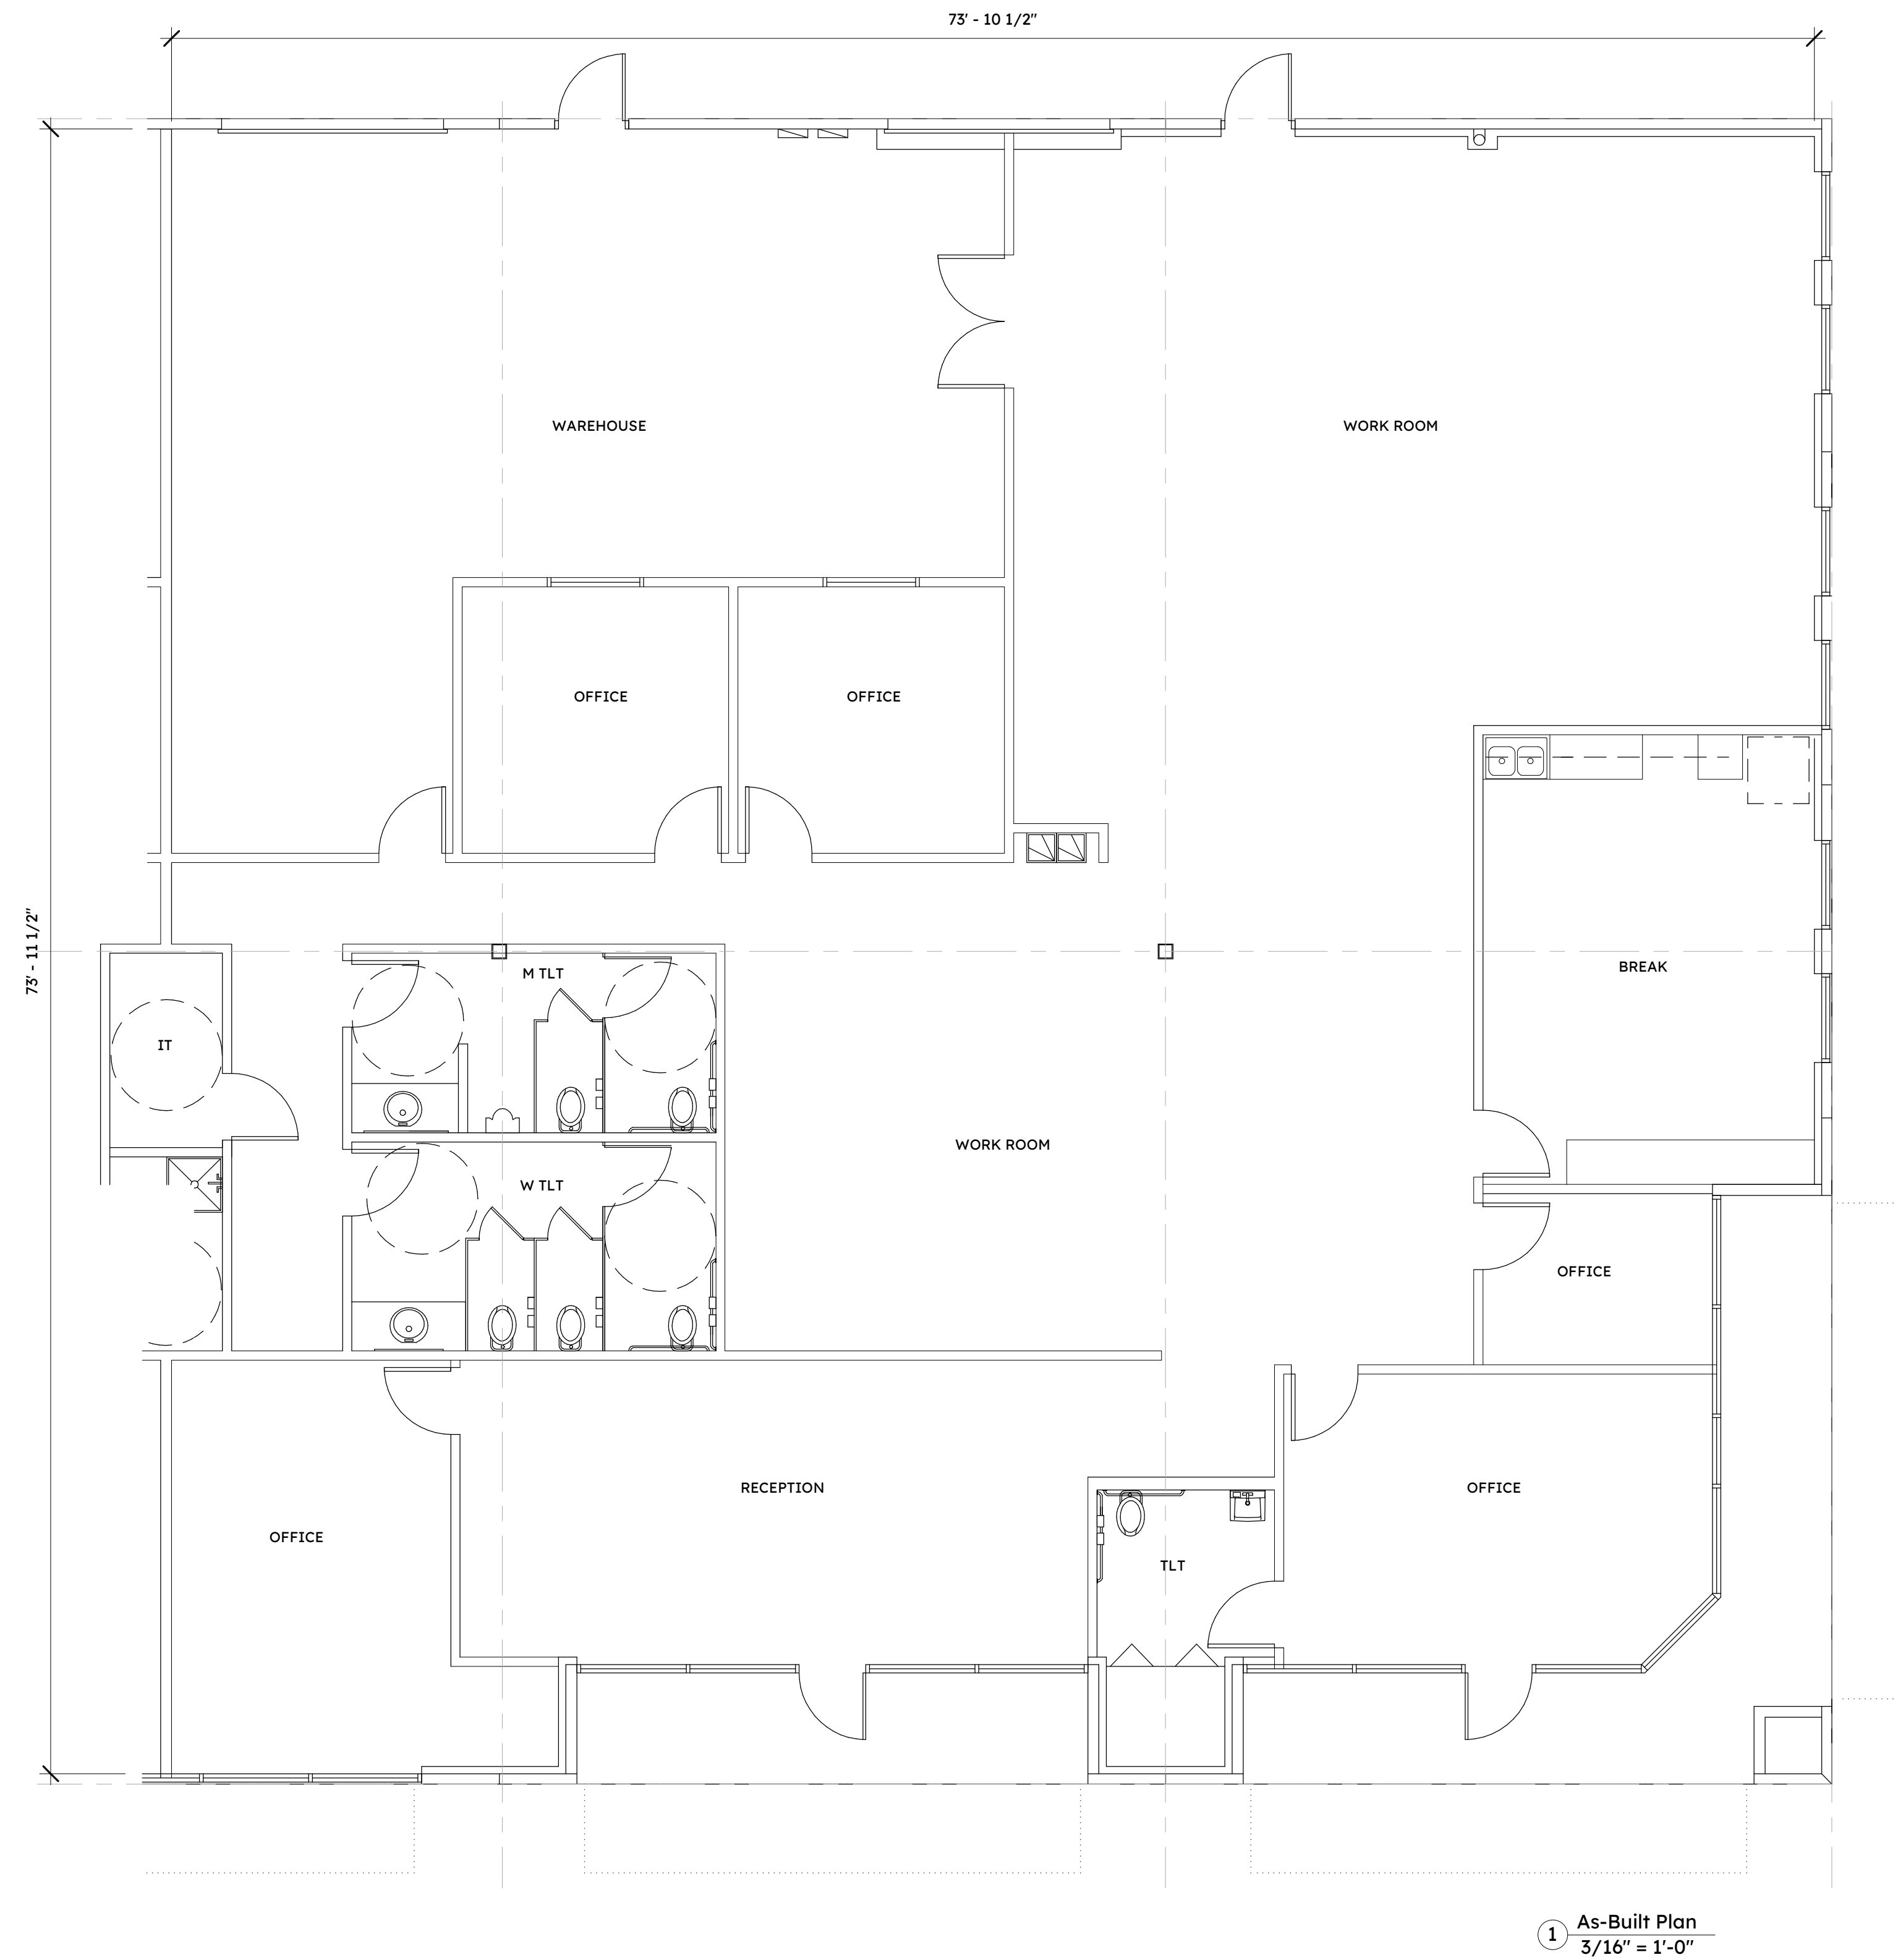 73' - 10 1/2"
WAREHOUSE
WORK ROOM
OFFICE
OFFICE
73' - 11 1/2"
BREAK
M TLT
IT
WORK ROOM
W TLT
OFFICE
RECEPTION
OFFICE
OFFICE
TLT
1
As-Built Plan
3/16" = 1'-0"